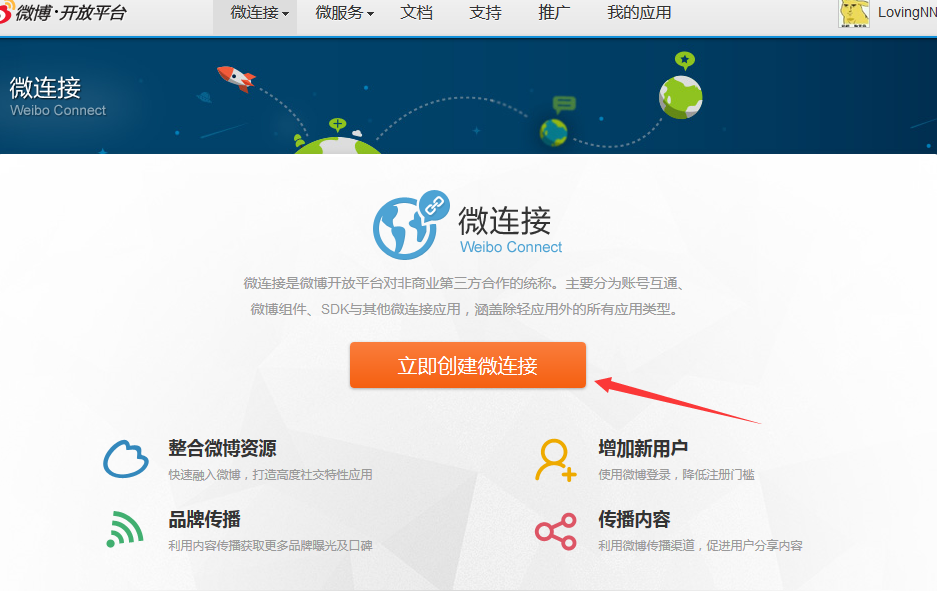 微博·开放平台
微连接 微服务 文档 支持 推广 我的应用 LovingNN
微连接
Weibo Connect
微连接
Weibo Connect
微连接是微博开放平台对非商业第三方合作的统称。主要分为账号互通、
微博组件、SDK与其他微连接应用，涵盖除轻应用外的所有应用类型。
立即创建微连接
整合微博资源
快速融入微博，打造高度社交特性应用
增加新用户
使用微博登录，降低注册门槛
品牌传播
利用内容传播获取更多品牌曝光及口碑
传播内容
利用微博传播渠道，促进用户分享内容